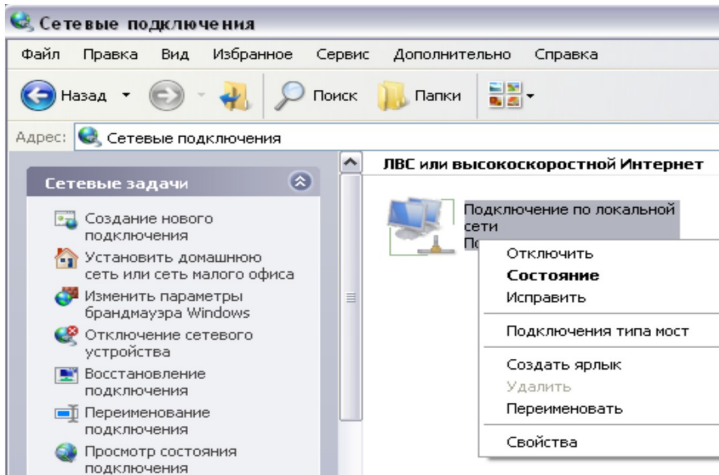 Сетевые подключения
Файл Правка Вид Избранное Сервис Дополнительно Справка
Назад Поиск Папки
Адрес: Сетевые подключения
Сетевые задачи
Создание нового
подключения
Установить домашнюю
сеть или сеть малого офиса
Изменить параметры
брандмауэра Windows
Отключение сетевого
устройства
Восстановление
подключения
Переименование
подключения
Просмотр состояния
подключения
ЛВС или высокоскоростной Интернет
Подключение по локальной
сети
Отключить
Состояние
Исправить
Подключения типа мост
Создать ярлык
Удалить
Переименовать
Свойства